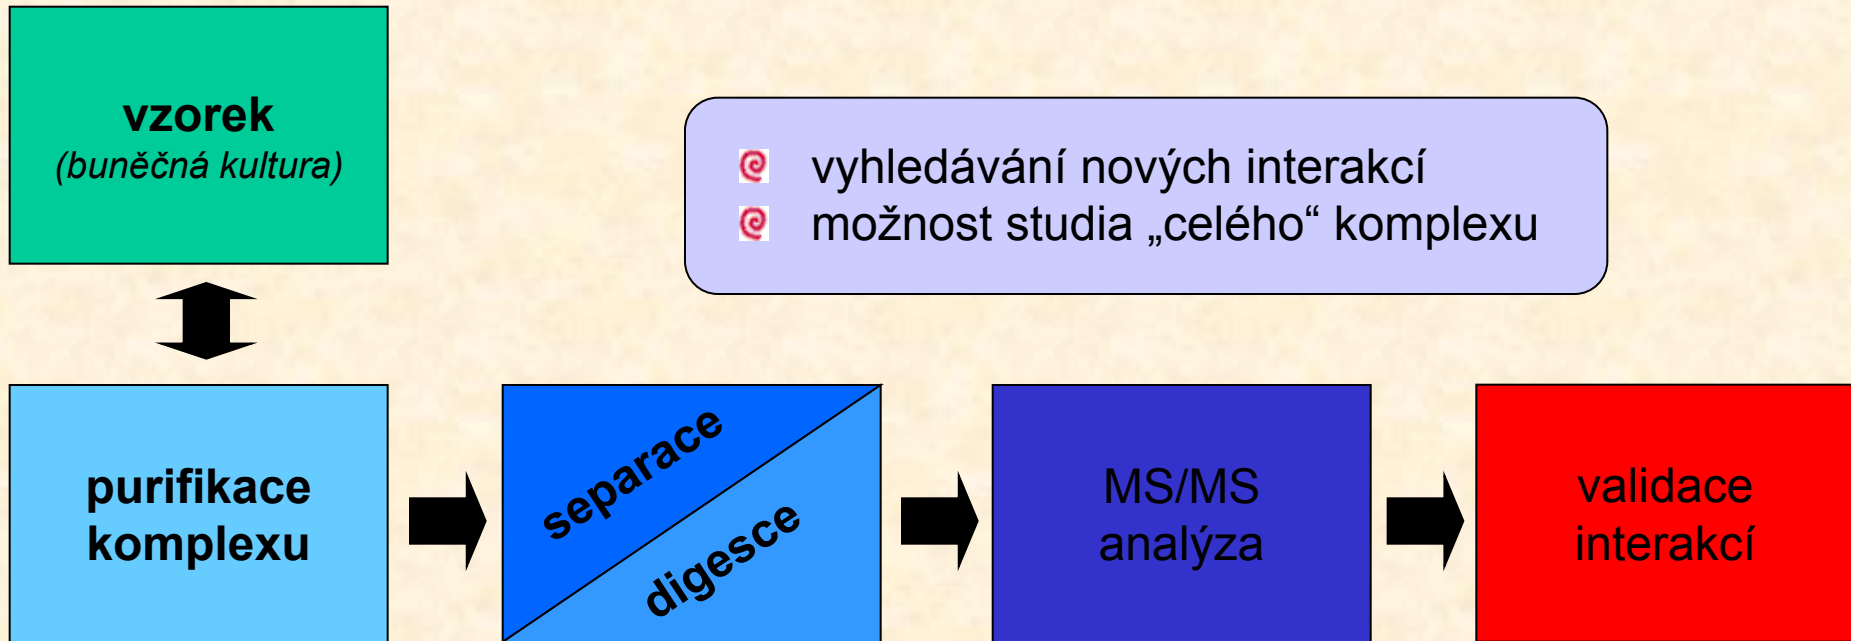 vzorek
(buněčná kultura)
vyhledávání nových interakcí
možnost studia „celého“ komplexu
purifikace
komplexu
separace
digesce
MS/MS
analýza
validace
interakcí